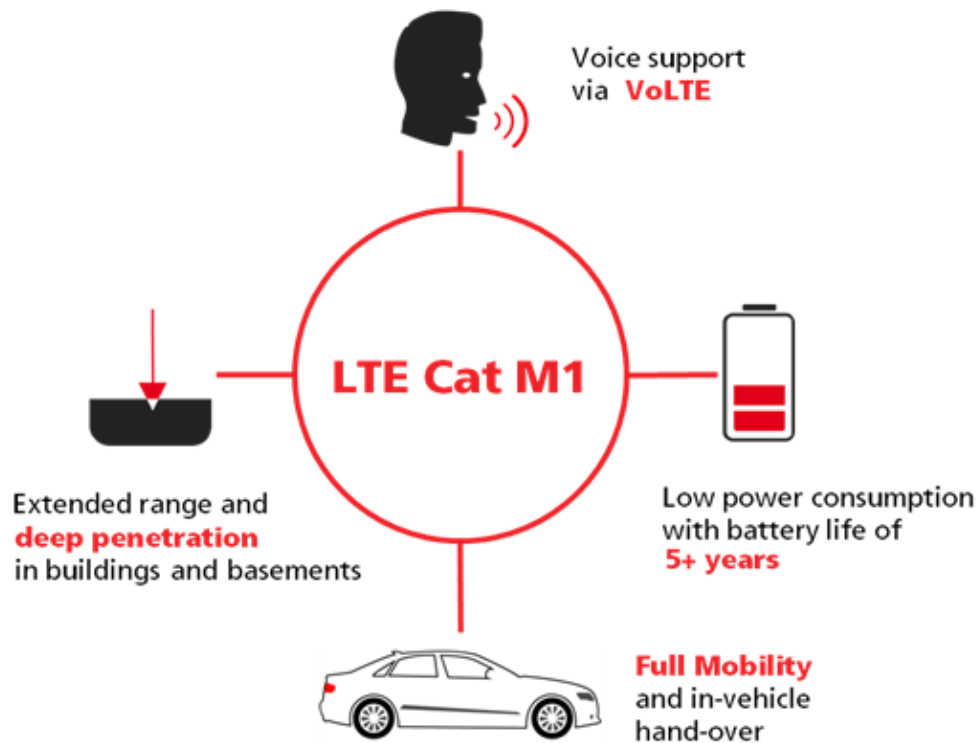 Voice support
via VoLTE
LTE Cat M1
Extended range and
deep penetration
in buildings and basements
Low power consumption
with battery life of
5+ years
Full Mobility
and in-vehicle
hand-over